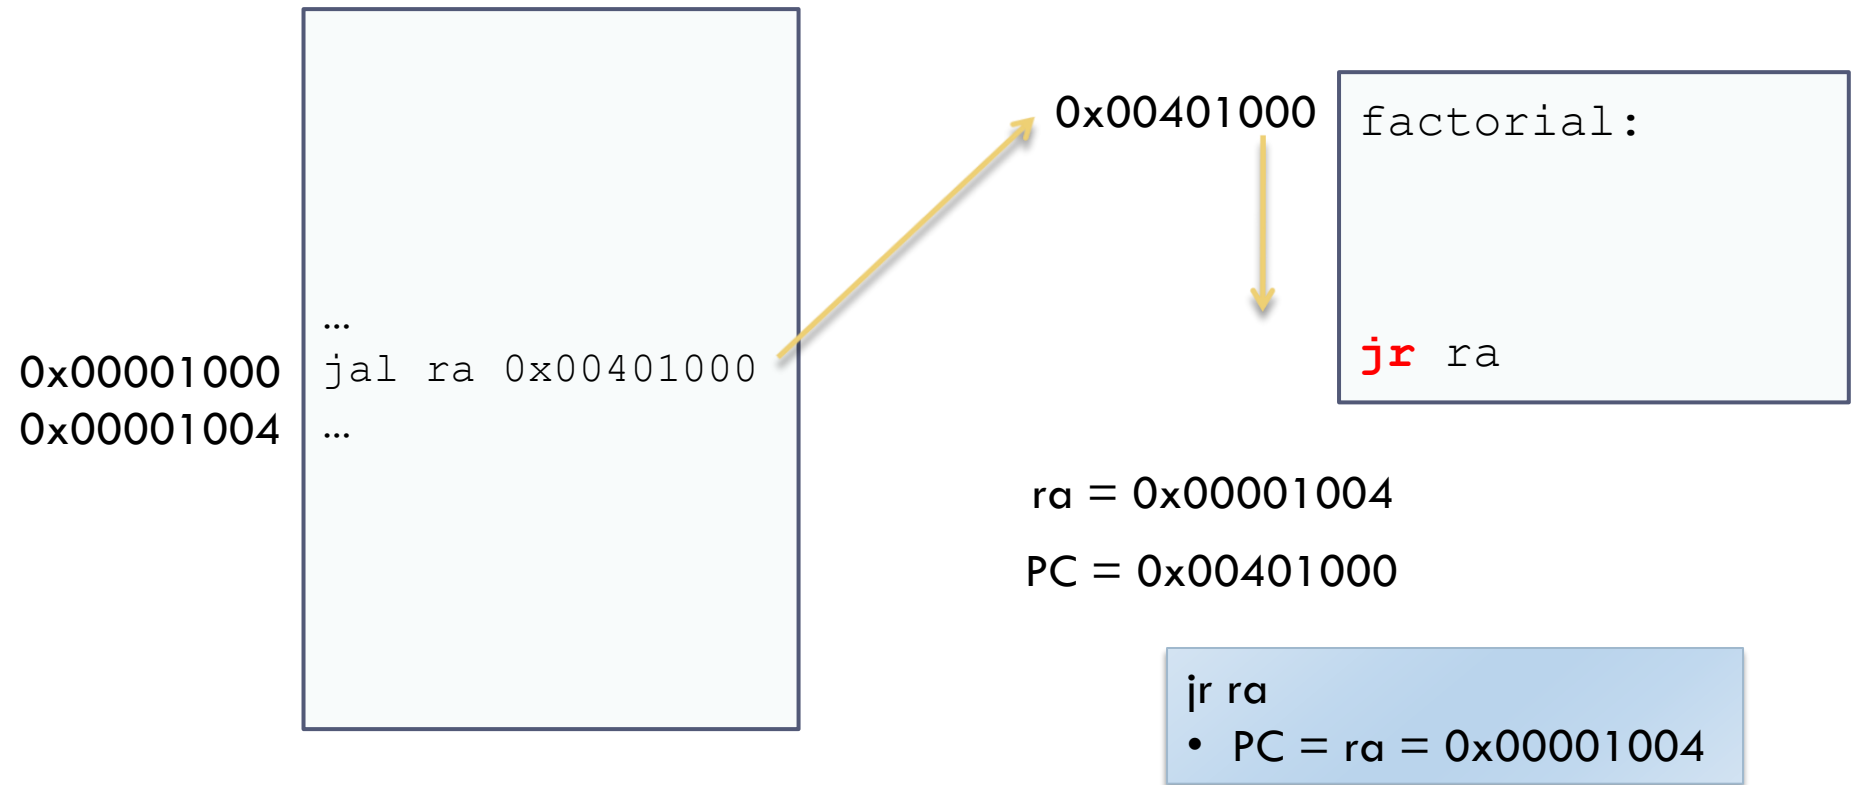 …
0x00001000 jal ra 0x00401000
0x00001004 …
0x00401000 factorial:
jr ra
ra = 0x00001004
PC = 0x00401000
jr ra
• PC = ra = 0x00001004